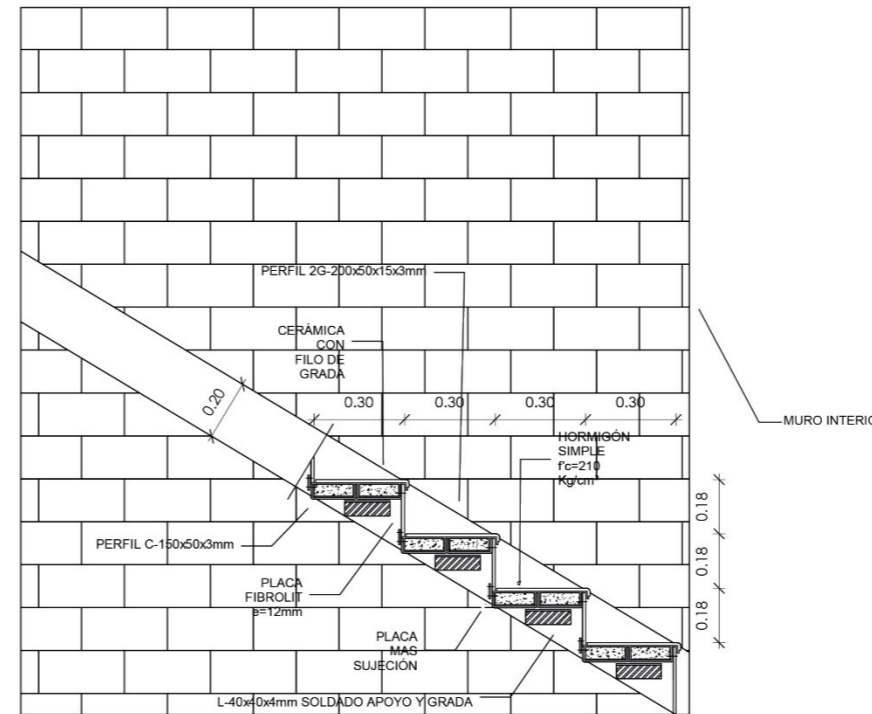 PERFIL 2G-200x50x15x3mm
CERÁMICA
CON
FILO DE
GRADA
0.20
0.30
0.30
0.30
0.30
MURO INTERIO
HORMIGÓN
SIMPLE
f'c=210
Kg/cm²
0.18
0.18
0.18
PERFIL C-150x50x3mm
PLACA
FIBROLIT
e=12mm
PLACA
MAS
SUJECIÓN
L-40x40x4mm SOLDADO APOYO Y GRADA